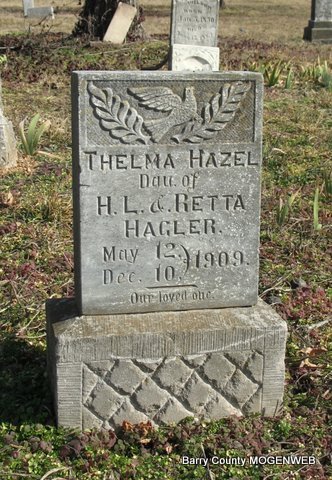 THELMA HAZEL
Dau. of
H. L. & RETTA
HAGLER.
May 12.
Dec. 10. } 1909.
Our loved one.
Barry County MOGENWEB